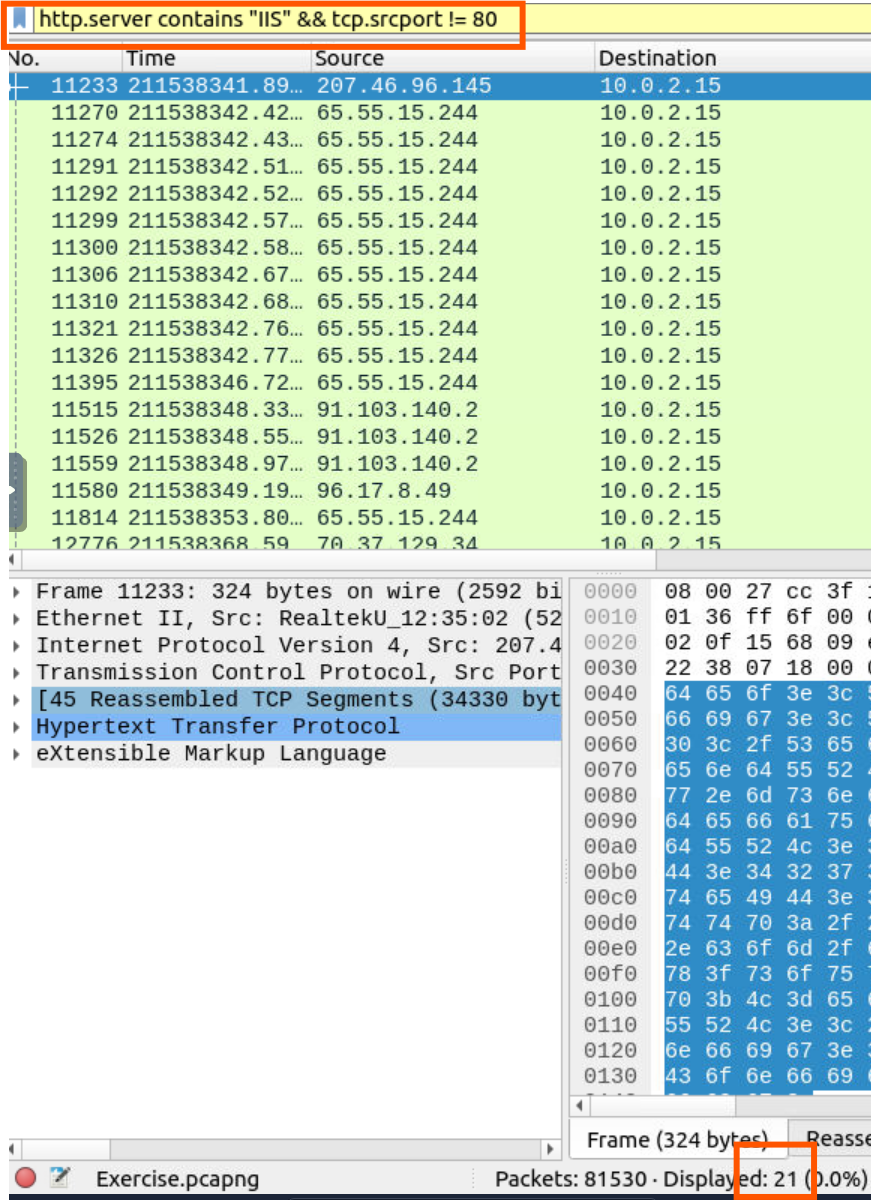 http.server contains "IIS" && tcp.srcport != 80
No. Time Source Destination
11233 211538341.89… 207.46.96.145 10.0.2.15
11270 211538342.42… 65.55.15.244 10.0.2.15
11274 211538342.43… 65.55.15.244 10.0.2.15
11291 211538342.51… 65.55.15.244 10.0.2.15
11292 211538342.52… 65.55.15.244 10.0.2.15
11299 211538342.57… 65.55.15.244 10.0.2.15
11300 211538342.58… 65.55.15.244 10.0.2.15
11306 211538342.67… 65.55.15.244 10.0.2.15
11310 211538342.68… 65.55.15.244 10.0.2.15
11321 211538342.76… 65.55.15.244 10.0.2.15
11326 211538342.77… 65.55.15.244 10.0.2.15
11395 211538346.72… 65.55.15.244 10.0.2.15
11515 211538348.33… 91.103.140.2 10.0.2.15
11526 211538348.55… 91.103.140.2 10.0.2.15
11559 211538348.97… 91.103.140.2 10.0.2.15
11580 211538349.19… 96.17.8.49 10.0.2.15
11814 211538353.80… 65.55.15.244 10.0.2.15
12776 211538368.59 70.37.129.34 10.0.2.15
Frame 11233: 324 bytes on wire (2592 bi
Ethernet II, Src: RealtekU_12:35:02 (52
Internet Protocol Version 4, Src: 207.4
Transmission Control Protocol, Src Port
[45 Reassembled TCP Segments (34330 byt
Hypertext Transfer Protocol
eXtensible Markup Language
0000 08 00 27 cc 3f
0010 01 36 ff 6f 00
0020 02 0f 15 68 09
0030 22 38 07 18 00
0040 64 65 6f 3e 3c
0050 66 69 67 3e 3c
0060 30 3c 2f 53 65
0070 65 6e 64 55 52
0080 77 2e 6d 73 6e
0090 64 65 66 61 75
00a0 64 55 52 4c 3e
00b0 44 3e 34 32 37
00c0 74 65 49 44 3e
00d0 74 74 70 3a 2f
00e0 2e 63 6f 6d 2f
00f0 78 3f 73 6f 75
0100 70 3b 4c 3d 65
0110 55 52 4c 3e 3c
0120 6e 66 69 67 3e
0130 43 6f 6e 66 69
Frame (324 bytes) Reasse
Exercise.pcapng Packets: 81530 · Displayed: 21 (0.0%)